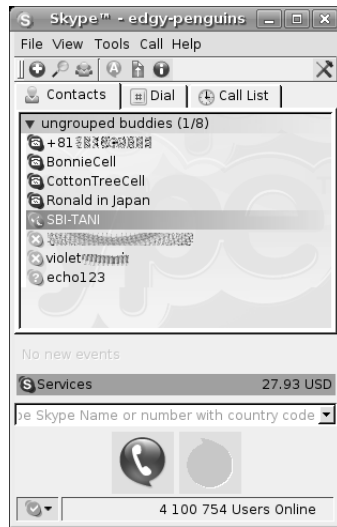 Skype™ - edgy-penguins
File View Tools Call Help
Contacts
Dial
Call List
ungrouped buddies (1/8)
+81
BonnieCell
CottonTreeCell
Ronald in Japan
SBI-TANI
violet
echo123
No new events
Services 27.93 USD
pe Skype Name or number with country code
4 100 754 Users Online